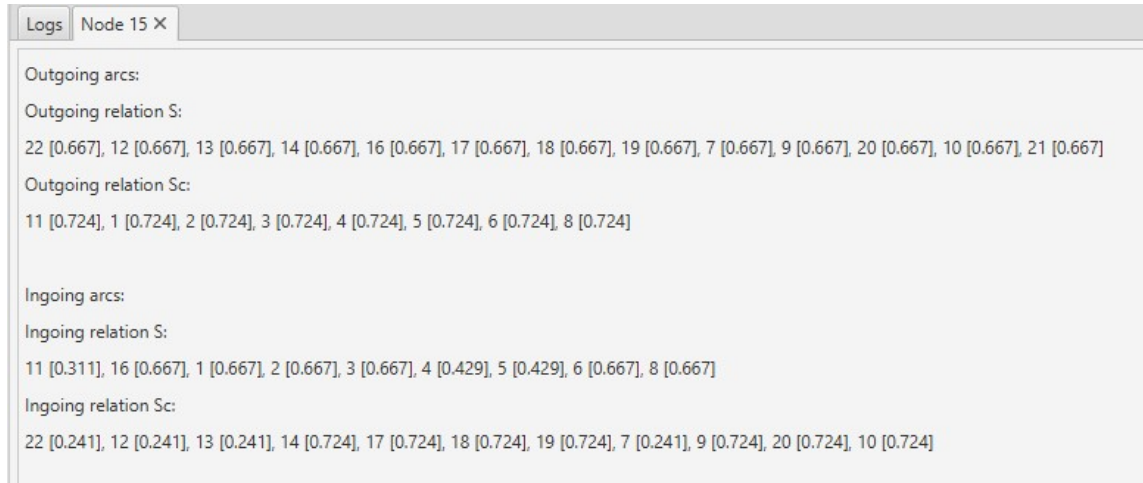 Logs Node 15 ×
Outgoing arcs:
Outgoing relation S:
22 [0.667], 12 [0.667], 13 [0.667], 14 [0.667], 16 [0.667], 17 [0.667], 18 [0.667], 19 [0.667], 7 [0.667], 9 [0.667], 20 [0.667], 10 [0.667], 21 [0.667]
Outgoing relation Sc:
11 [0.724], 1 [0.724], 2 [0.724], 3 [0.724], 4 [0.724], 5 [0.724], 6 [0.724], 8 [0.724]
Ingoing arcs:
Ingoing relation S:
11 [0.311], 16 [0.667], 1 [0.667], 2 [0.667], 3 [0.667], 4 [0.429], 5 [0.429], 6 [0.667], 8 [0.667]
Ingoing relation Sc:
22 [0.241], 12 [0.241], 13 [0.241], 14 [0.724], 17 [0.724], 18 [0.724], 19 [0.724], 7 [0.241], 9 [0.724], 20 [0.724], 10 [0.724]